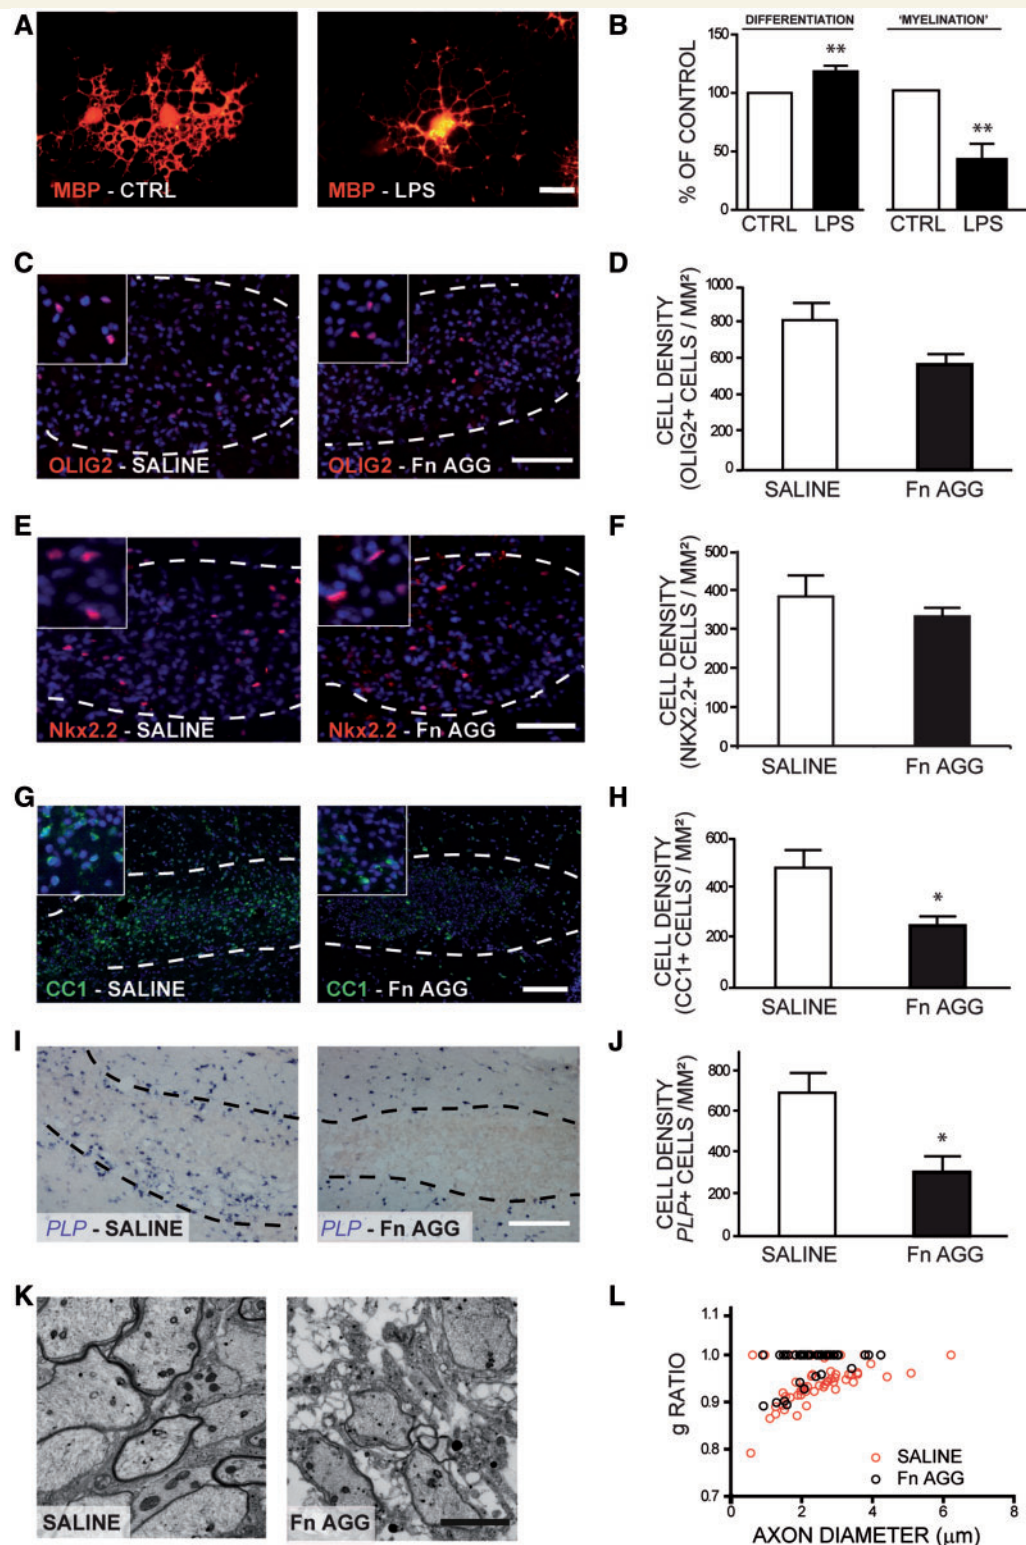 A
MBP - CTRL
MBP - LPS
B
DIFFERENTIATION
'MYELINATION'
% OF CONTROL
150
100
50
0
**
**
CTRL
LPS
CTRL
LPS
C
OLIG2 - SALINE
OLIG2 - Fn AGG
D
CELL DENSITY
(OLIG2+ CELLS / MM²)
1000
800
600
400
200
0
SALINE
Fn AGG
E
Nkx2.2 - SALINE
Nkx2.2 - Fn AGG
F
CELL DENSITY
(NKX2.2+ CELLS / MM²)
500
400
300
200
100
0
SALINE
Fn AGG
G
CC1 - SALINE
CC1 - Fn AGG
H
CELL DENSITY
(CC1+ CELLS / MM²)
600
400
200
0
*
SALINE
Fn AGG
I
PLP - SALINE
PLP - Fn AGG
J
CELL DENSITY
PLP+ CELLS /MM²)
800
600
400
200
0
*
SALINE
Fn AGG
K
SALINE
Fn AGG
L
g RATIO
1.1
1.0
0.9
0.8
0.7
0
2
4
6
8
SALINE
Fn AGG
AXON DIAMETER (μm)